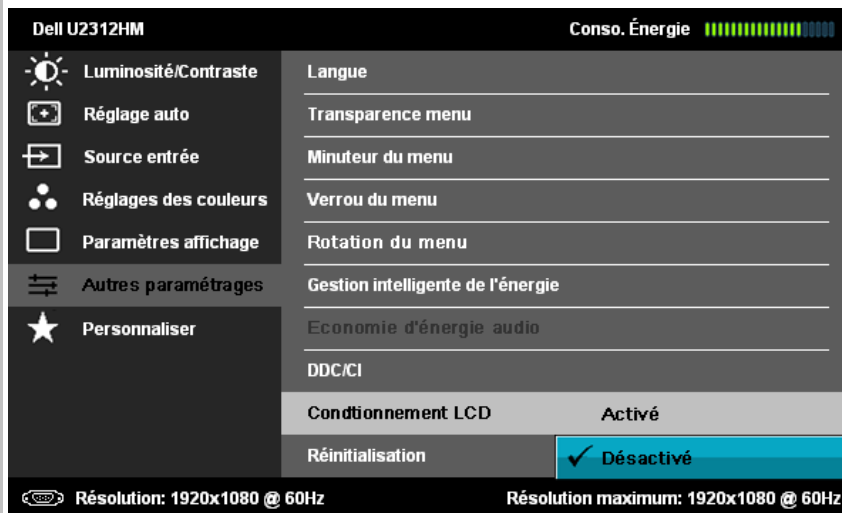 Dell U2312HM
Conso. Énergie
Luminosité/Contraste
Langue
Réglage auto
Transparence menu
Source entrée
Minuteur du menu
Réglages des couleurs
Verrou du menu
Paramètres affichage
Rotation du menu
Autres paramétrages
Gestion intelligente de l'énergie
Personnaliser
Economie d'énergie audio
DDC/CI
Condtionnement LCD
Activé
Réinitialisation
Désactivé
Résolution: 1920x1080 @ 60Hz
Résolution maximum: 1920x1080 @ 60Hz